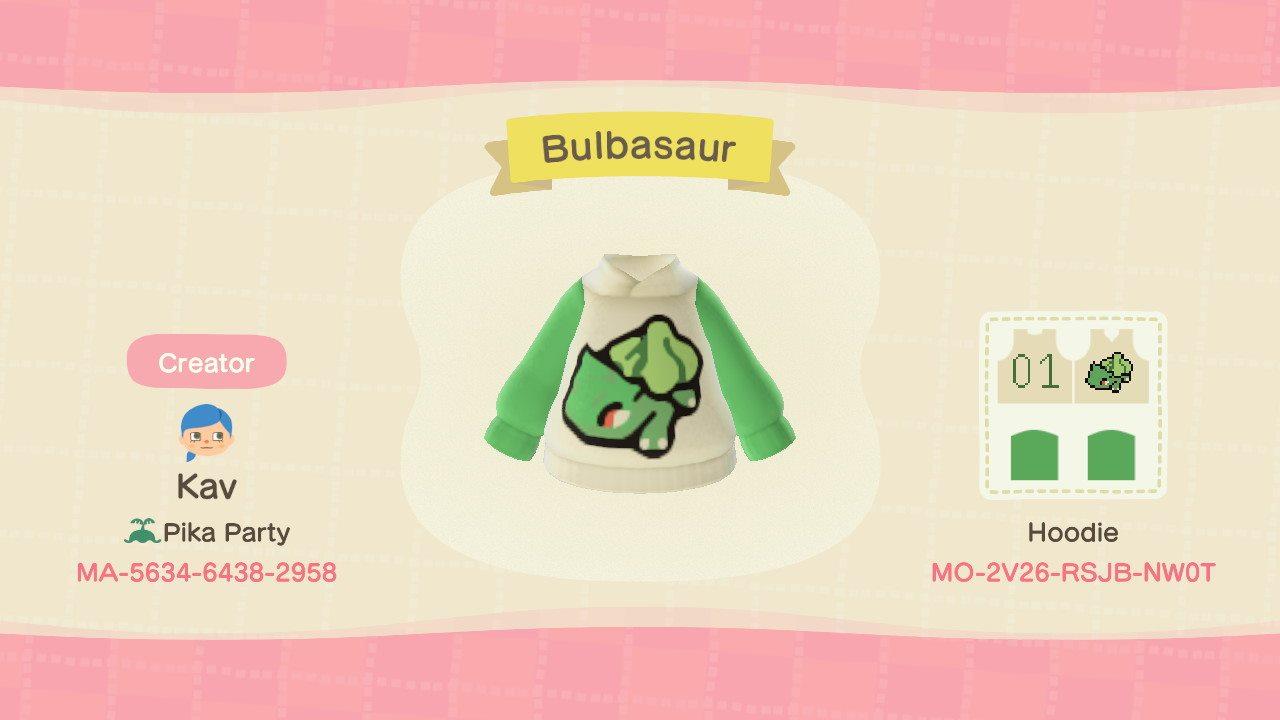 Bulbasaur
Creator
Kav
Pika Party
MA-5634-6438-2958
01
Hoodie
MO-2V26-RSJB-NW0T